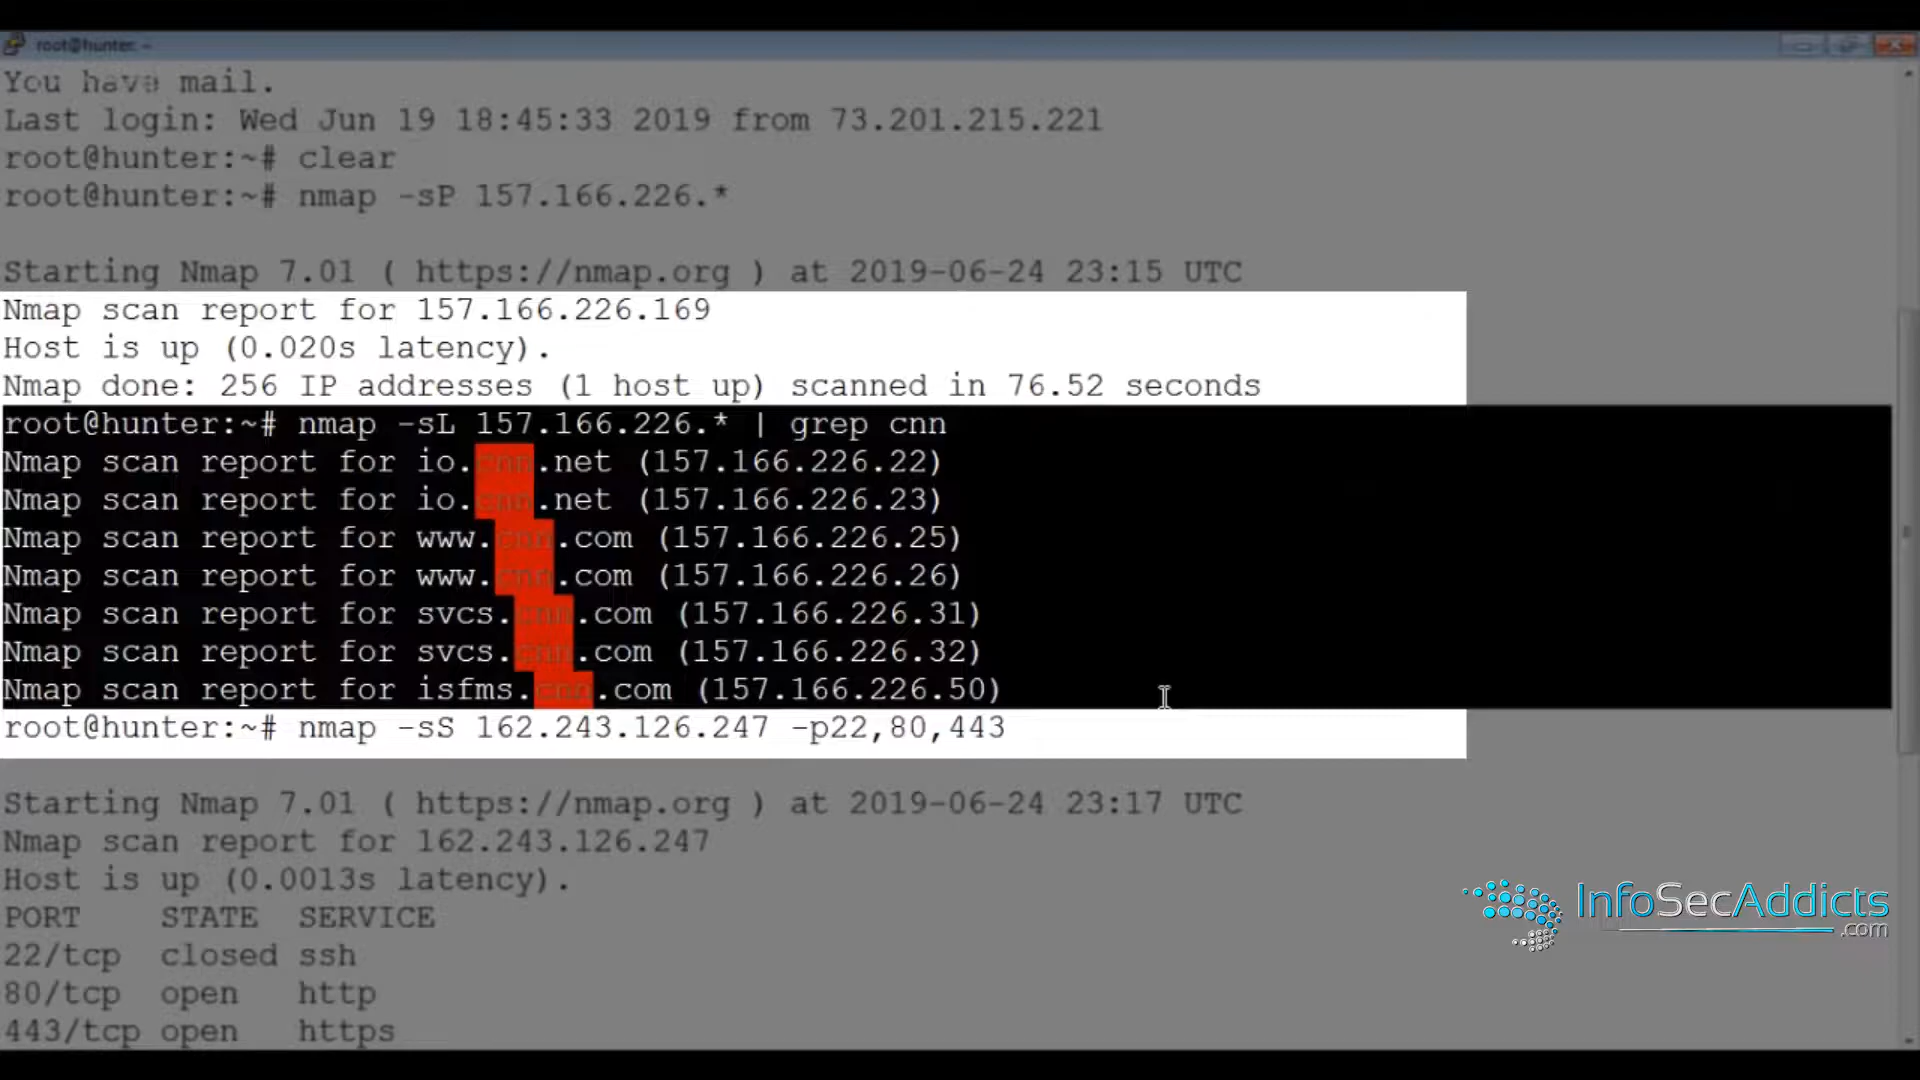 root@hunter: ~
You have mail.
Last login: Wed Jun 19 18:45:33 2019 from 73.201.215.221
root@hunter:~# clear
root@hunter:~# nmap -sP 157.166.226.*
Starting Nmap 7.01 ( https://nmap.org ) at 2019-06-24 23:15 UTC
Nmap scan report for 157.166.226.169
Host is up (0.020s latency).
Nmap done: 256 IP addresses (1 host up) scanned in 76.52 seconds
root@hunter:~# nmap -sL 157.166.226.* | grep cnn
Nmap scan report for io.cnn.net (157.166.226.22)
Nmap scan report for io.cnn.net (157.166.226.23)
Nmap scan report for www.cnn.com (157.166.226.25)
Nmap scan report for www.cnn.com (157.166.226.26)
Nmap scan report for svcs.cnn.com (157.166.226.31)
Nmap scan report for svcs.cnn.com (157.166.226.32)
Nmap scan report for isfms.cnn.com (157.166.226.50)
root@hunter:~# nmap -sS 162.243.126.247 -p22,80,443
Starting Nmap 7.01 ( https://nmap.org ) at 2019-06-24 23:17 UTC
Nmap scan report for 162.243.126.247
Host is up (0.0013s latency).
PORT STATE SERVICE
22/tcp closed ssh
80/tcp open http
443/tcp open https
InfoSecAddicts
.com